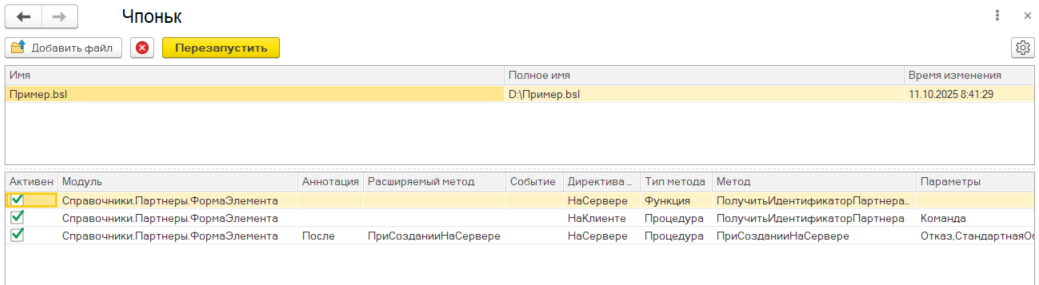 Чпоньк
Добавить файл Перезапустить
Имя Полное имя Время изменения
Пример.bsl D:\Пример.bsl 11.10.2025 8:41:29
Активен Модуль Аннотация Расширяемый метод Событие Директива ... Тип метода Метод Параметры
Справочники.Партнеры.ФормаЭлемента НаСервере Функция ПолучитьИдентификаторПартнера...
Справочники.Партнеры.ФормаЭлемента НаКлиенте Процедура ПолучитьИдентификаторПартнера Команда
Справочники.Партнеры.ФормаЭлемента После ПриСозданииНаСервере НаСервере Процедура ПриСозданииНаСервере Отказ,СтандартнаяО